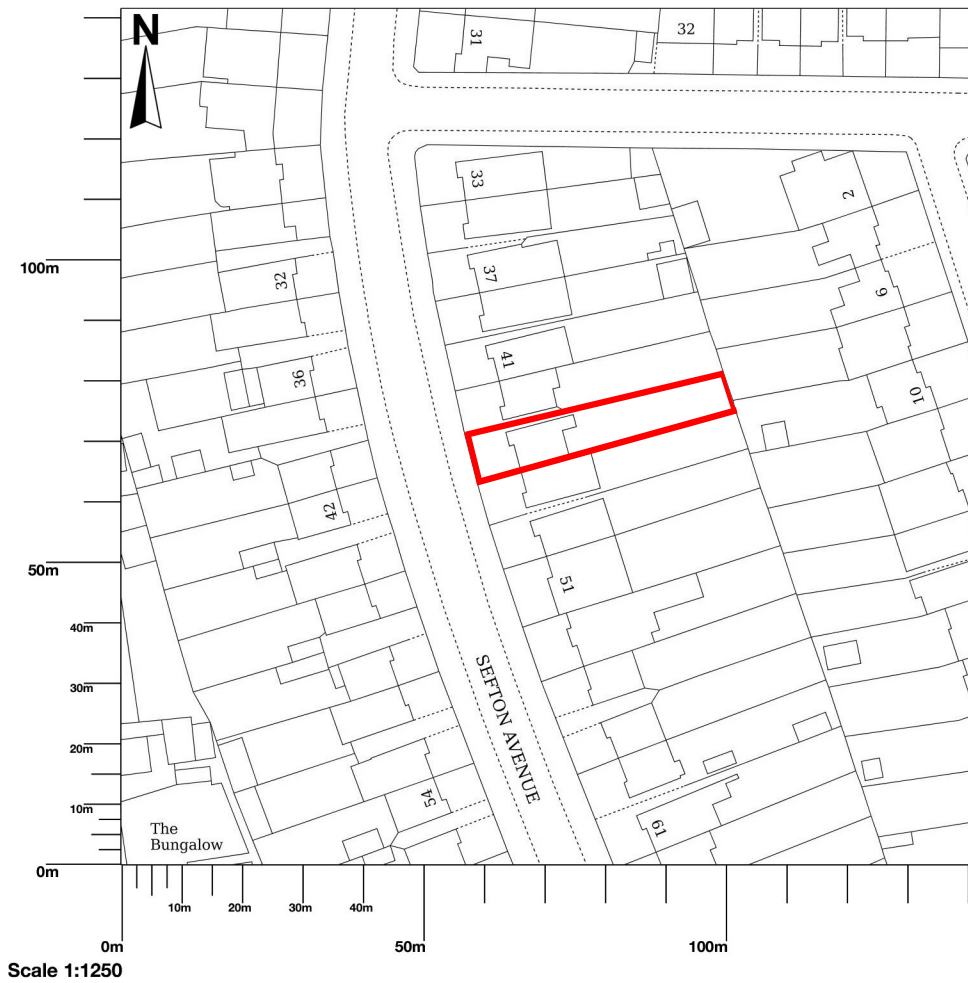 N
31
32
33
2
37
32
6
100m
41
36
10
42
50m
51
40m
SEFTON AVENUE
30m
20m
54
10m
61
The
Bungalow
0m
10m 20m 30m 40m
0m 50m 100m
Scale 1:1250